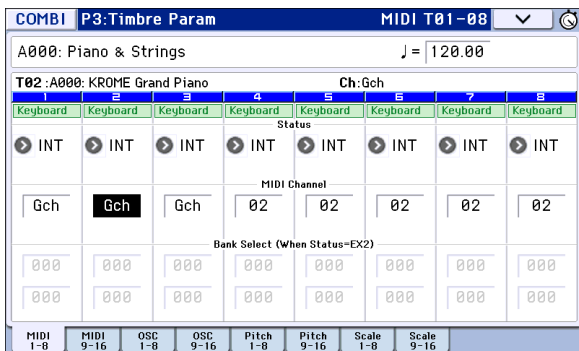 COMBI P3:Timbre Param MIDI T01-08
A000: Piano & Strings ♩= 120.00
T02 :A000: KROME Grand Piano Ch:Gch
1 2 3 4 5 6 7 8
Keyboard Keyboard Keyboard Keyboard Keyboard Keyboard Keyboard Keyboard
Status
INT INT INT INT INT INT INT INT
MIDI Channel
Gch Gch Gch 02 02 02 02 02
Bank Select (When Status=EX2)
000 000 000 000 000 000 000 000
000 000 000 000 000 000 000 000
MIDI 1-8 MIDI 9-16 OSC 1-8 OSC 9-16 Pitch 1-8 Pitch 9-16 Scale 1-8 Scale 9-16